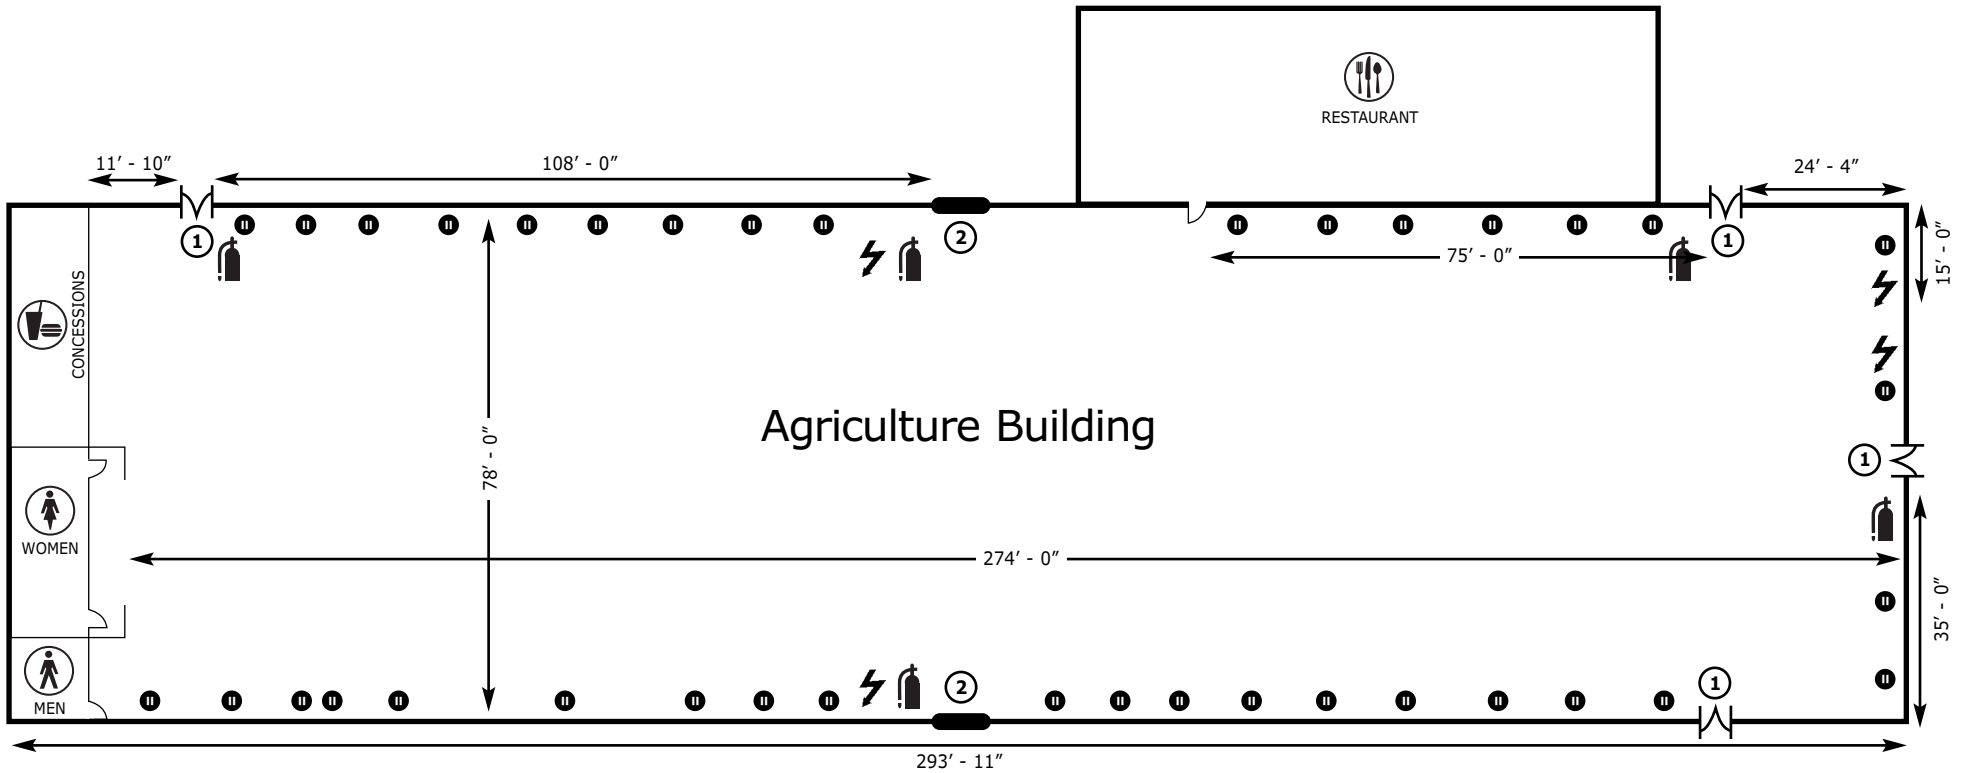 RESTAURANT
11′ - 10″
108′ - 0″
24′ - 4″
1
2
1
75′ - 0″
15′ - 0″
CONCESSIONS
Agriculture Building
78′ - 0″
1
WOMEN
274′ - 0″
35′ - 0″
MEN
2
1
293′ - 11″